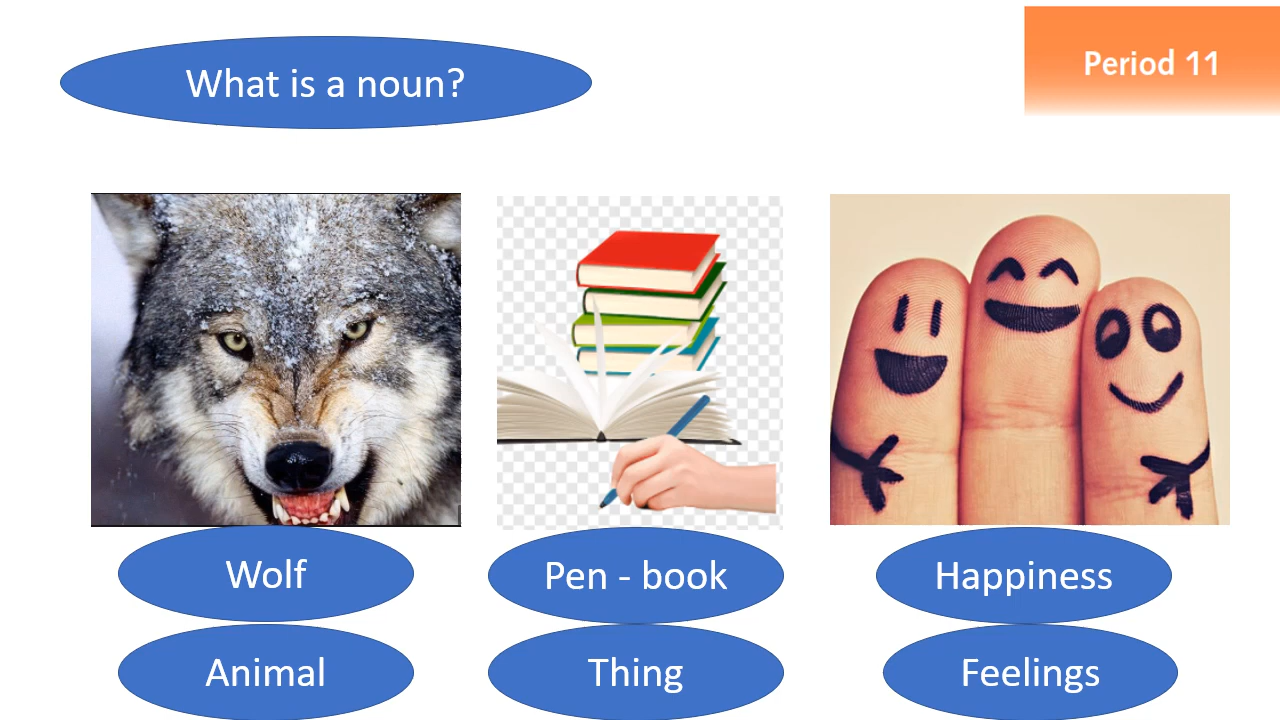 What is a noun?
Period 11
Wolf
Pen - book
Happiness
Animal
Thing
Feelings